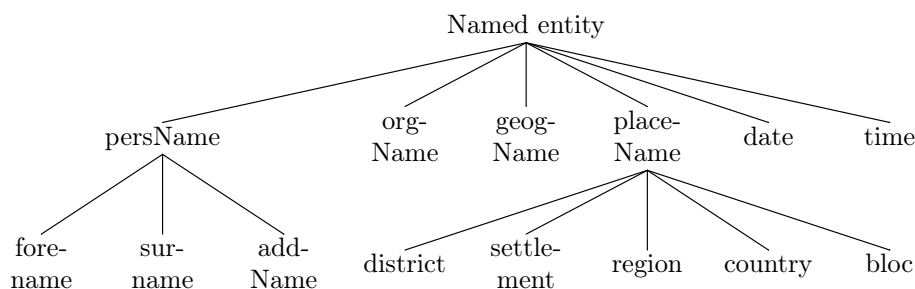 Named entity
persName
org-
Name
geog-
Name
place-
Name
date
time
fore-
name
sur-
name
add-
Name
district
settle-
ment
region
country
bloc